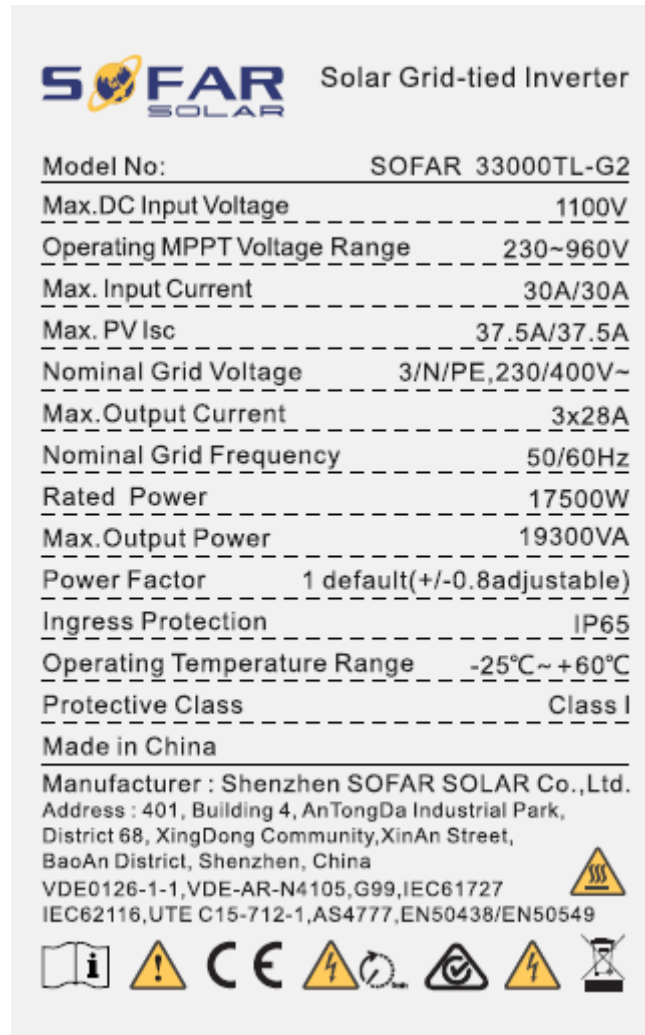 SOFAR
SOLAR
Solar Grid-tied Inverter
Model No: SOFAR 33000TL-G2
Max.DC Input Voltage 1100V
Operating MPPT Voltage Range 230~960V
Max. Input Current 30A/30A
Max. PV Isc 37.5A/37.5A
Nominal Grid Voltage 3/N/PE,230/400V~
Max.Output Current 3x28A
Nominal Grid Frequency 50/60Hz
Rated Power 17500W
Max.Output Power 19300VA
Power Factor 1 default(+/-0.8adjustable)
Ingress Protection IP65
Operating Temperature Range -25℃~+60℃
Protective Class Class I
Made in China
Manufacturer : Shenzhen SOFAR SOLAR Co.,Ltd.
Address : 401, Building 4, AnTongDa Industrial Park,
District 68, XingDong Community,XinAn Street,
BaoAn District, Shenzhen, China
VDE0126-1-1,VDE-AR-N4105,G99,IEC61727
IEC62116,UTE C15-712-1,AS4777,EN50438/EN50549
i ! CE